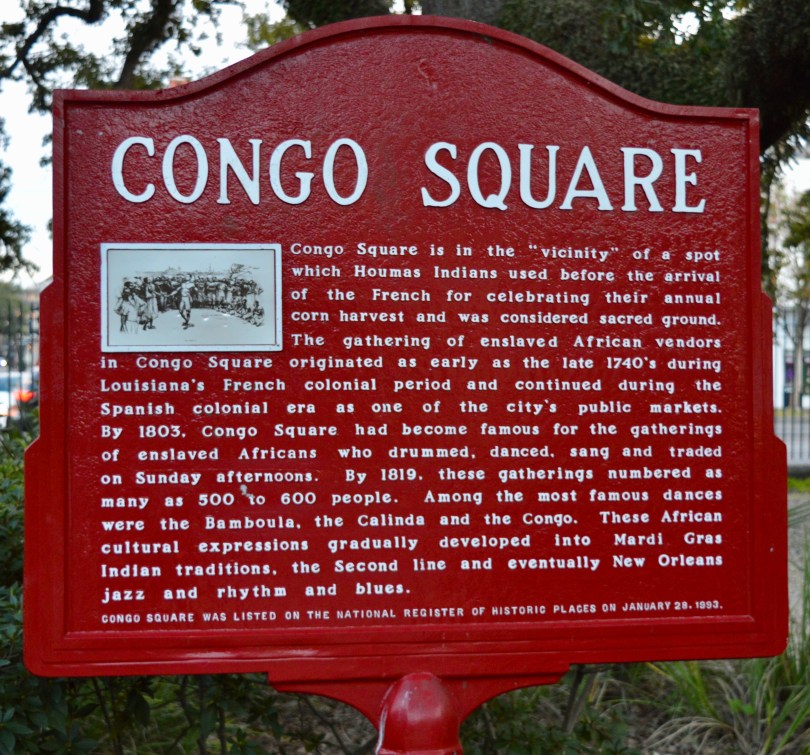 CONGO SQUARE
Congo Square is in the "vicinity" of a spot
which Houmas Indians used before the arrival
of the French for celebrating their annual
corn harvest and was considered sacred ground.
The gathering of enslaved African vendors
in Congo Square originated as early as the late 1740's during
Louisiana's French colonial period and continued during the
Spanish colonial era as one of the city's public markets.
By 1803, Congo Square had become famous for the gatherings
of enslaved Africans who drummed, danced, sang and traded
on Sunday afternoons. By 1819, these gatherings numbered as
many as 500 to 600 people. Among the most famous dances
were the Bamboula, the Calinda and the Congo. These African
cultural expressions gradually developed into Mardi Gras
Indian traditions, the Second line and eventually New Orleans
jazz and rhythm and blues.
CONGO SQUARE WAS LISTED ON THE NATIONAL REGISTER OF HISTORIC PLACES ON JANUARY 28, 1993.